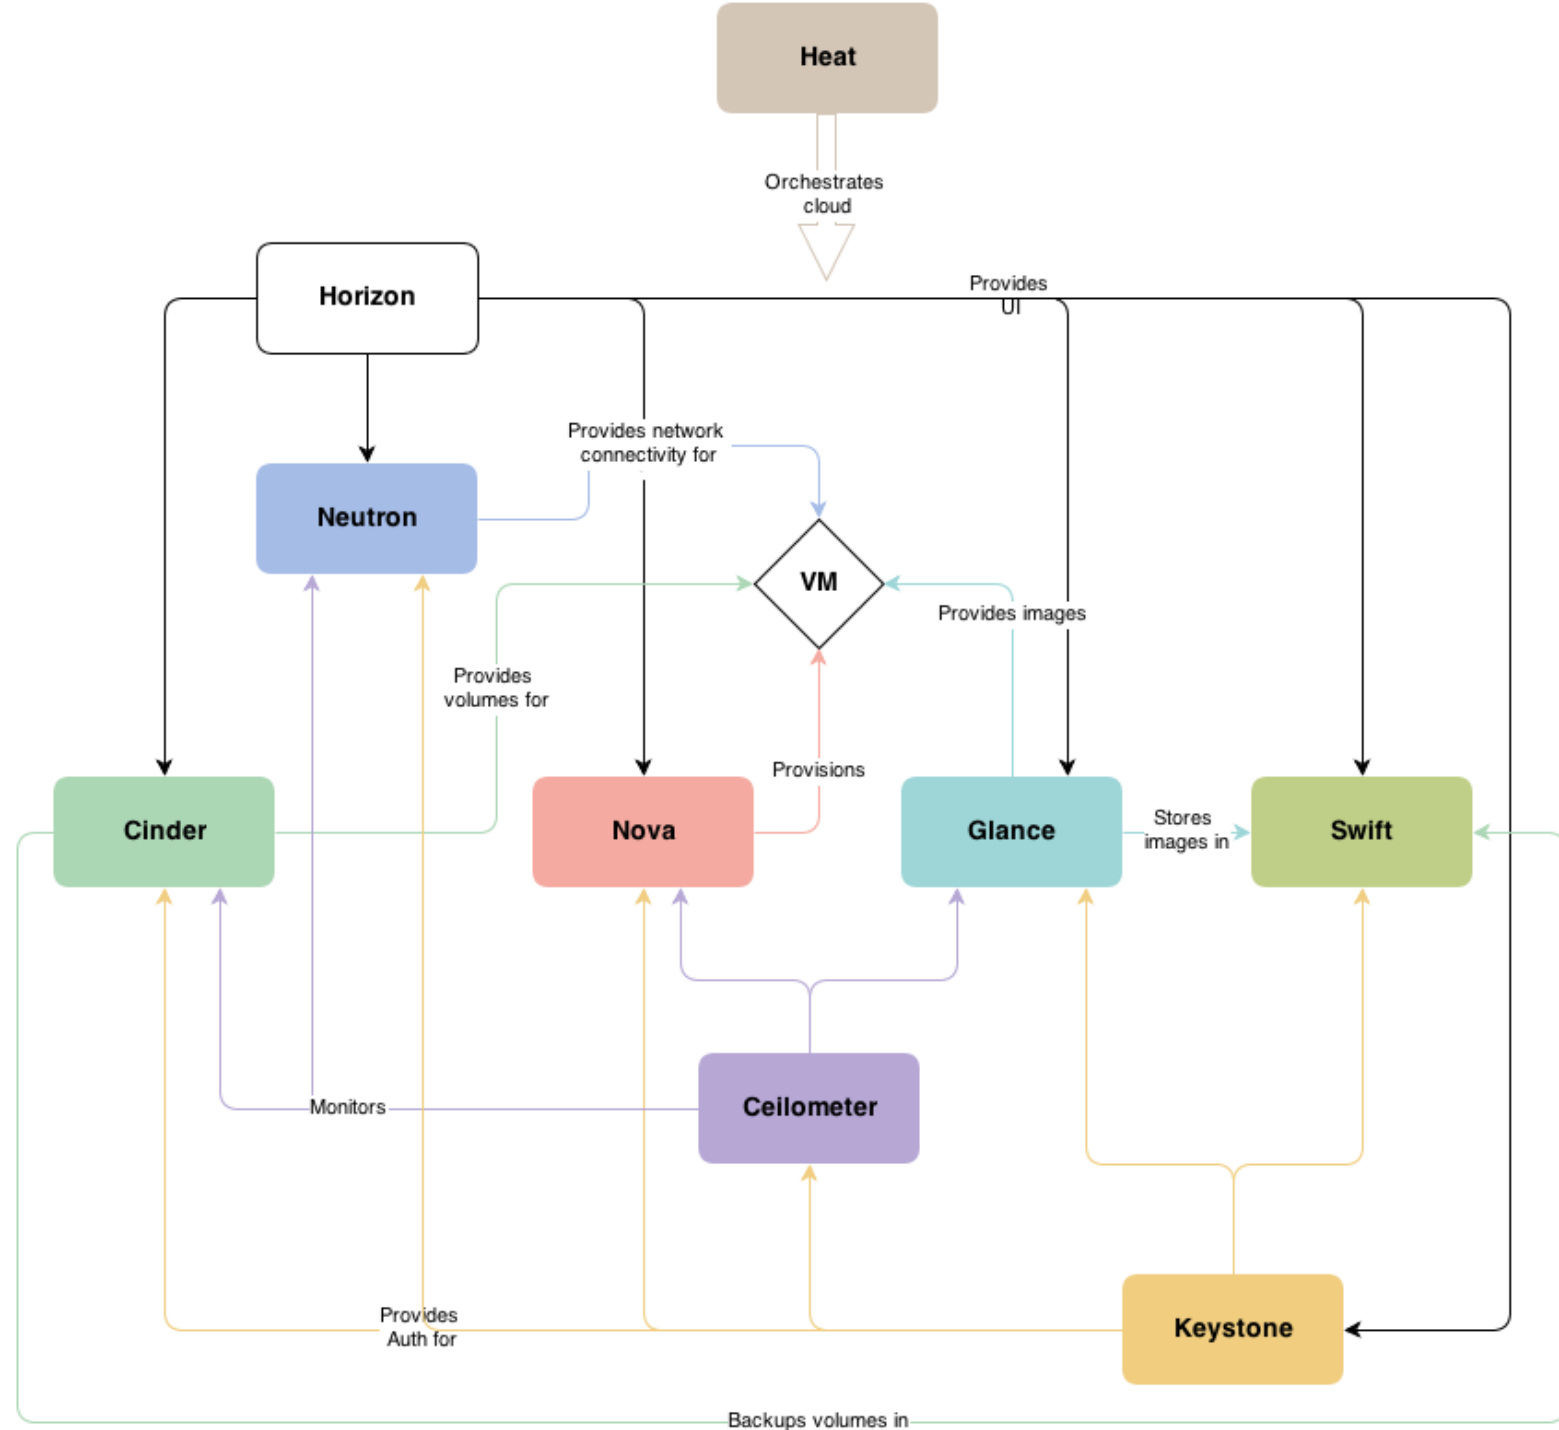 Heat
Orchestrates
cloud
Horizon
Provides
UI
Provides network
connectivity for
Neutron
VM
Provides images
Provides
volumes for
Provisions
Cinder
Nova
Glance
Stores
images in
Swift
Monitors
Ceilometer
Provides
Auth for
Keystone
Backups volumes in